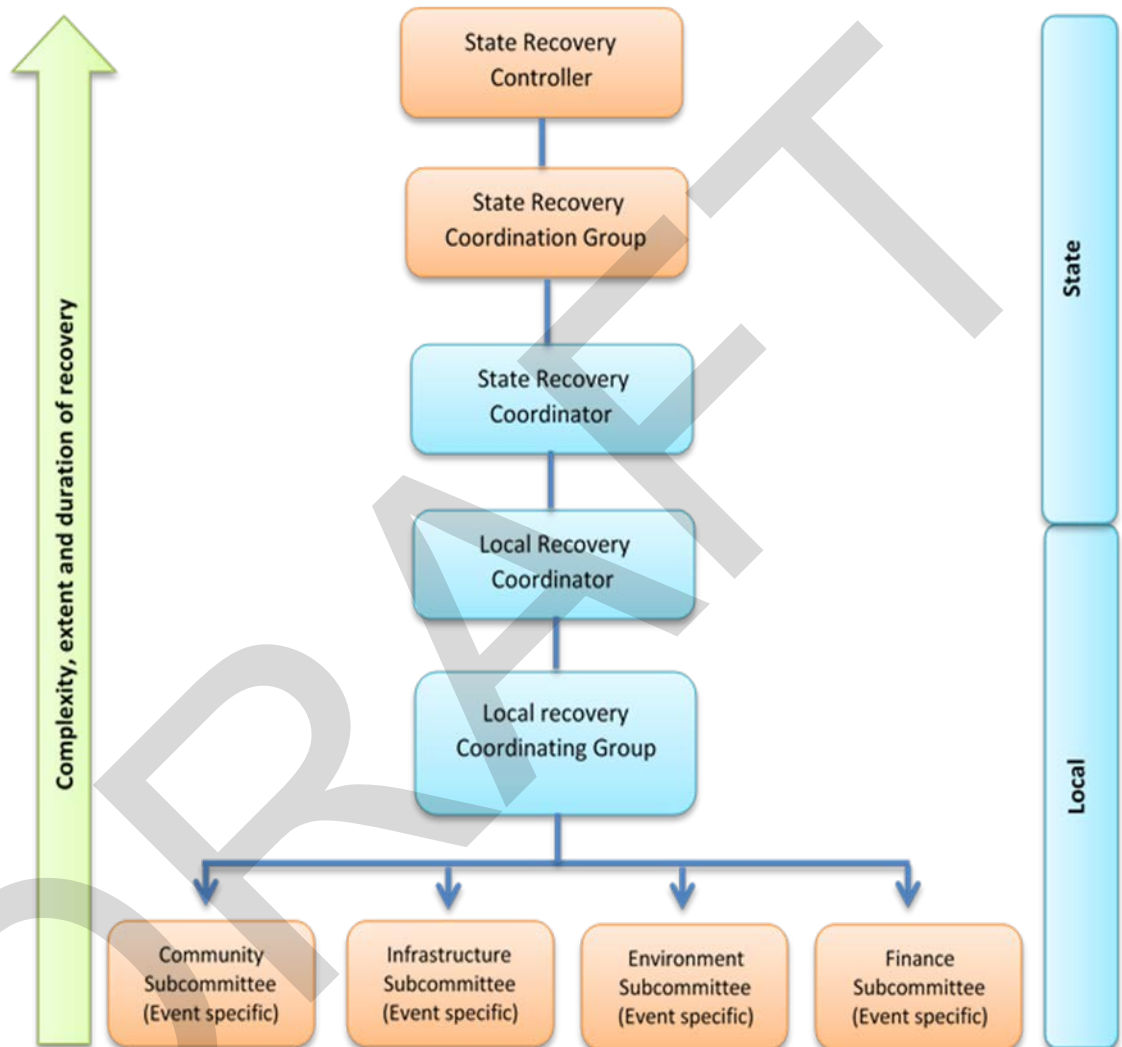 State Recovery
Controller
State Recovery
Coordination Group
State Recovery
Coordinator
Local Recovery
Coordinator
Local recovery
Coordinating Group
Community
Subcommittee
(Event specific)
Infrastructure
Subcommittee
(Event specific)
Environment
Subcommittee
(Event specific)
Finance
Subcommittee
(Event specific)
Complexity, extent and duration of recovery
State
Local
DRAFT